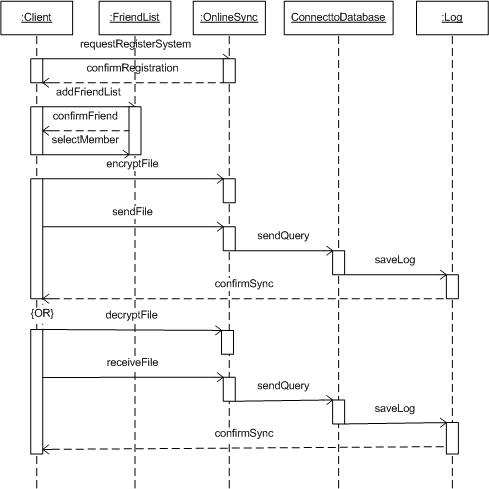 :Client :FriendList :OnlineSync ConnecttoDatabase :Log
requestRegisterSystem
confirmRegistration
addFriendList
confirmFriend
selectMember
encryptFile
sendFile
sendQuery
saveLog
confirmSync
{OR}
decryptFile
receiveFile
sendQuery
saveLog
confirmSync